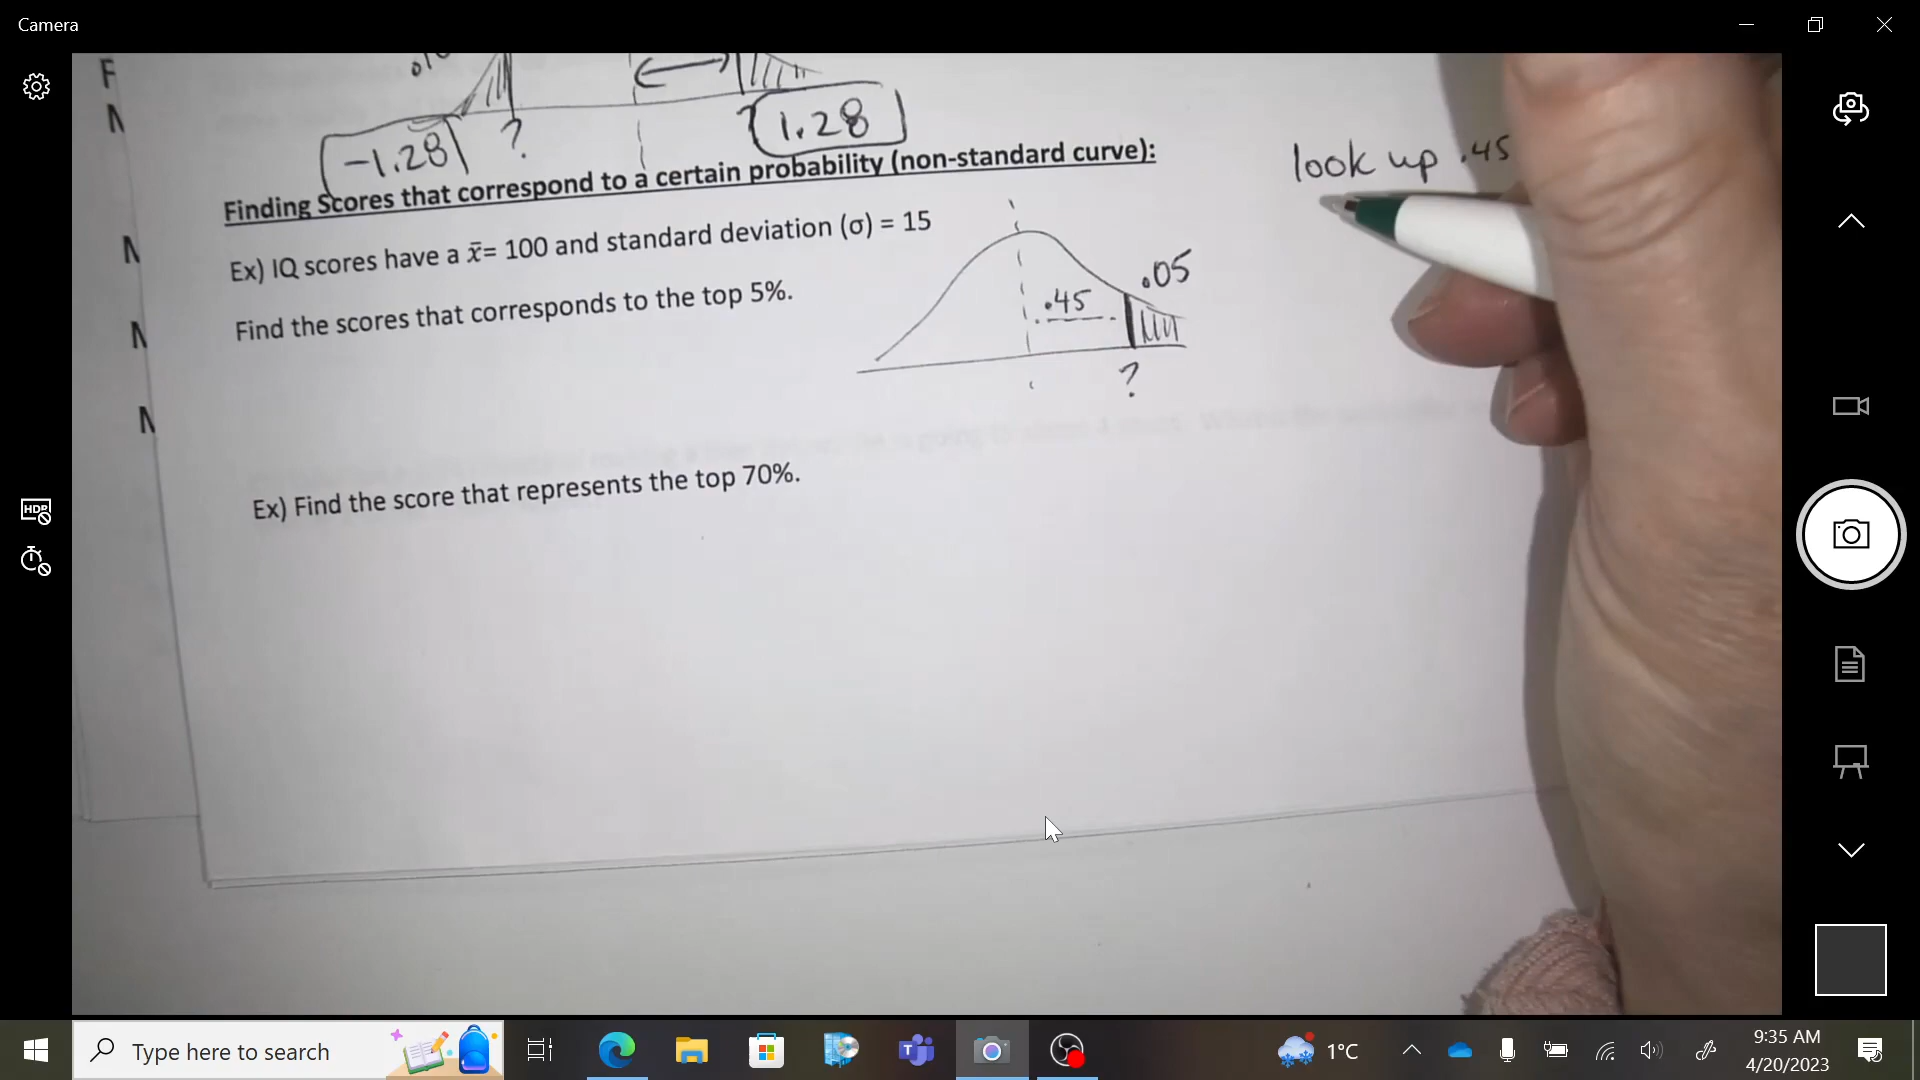 Camera
F
N
.10
-1.28
?
?
1.28
Finding Scores that correspond to a certain probability (non-standard curve):
look up .45
N
Ex) IQ scores have a x̄= 100 and standard deviation (σ) = 15
Find the scores that corresponds to the top 5%.
.45
.05
?
N
N
Ex) Find the score that represents the top 70%.
HDR
Type here to search
1°C
9:35 AM
4/20/2023